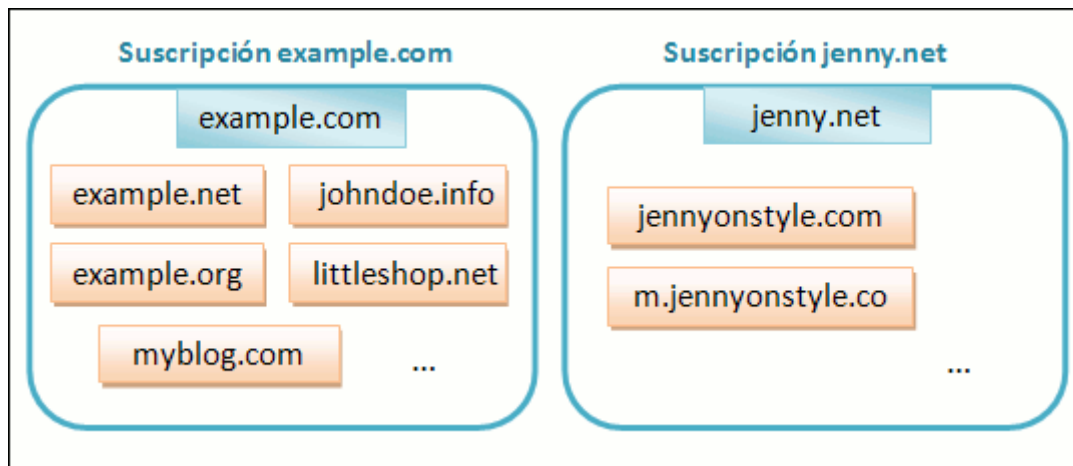 Suscripción example.com
example.com
example.net
johndoe.info
example.org
littleshop.net
myblog.com
...
Suscripción jenny.net
jenny.net
jennyonstyle.com
m.jennyonstyle.co
...